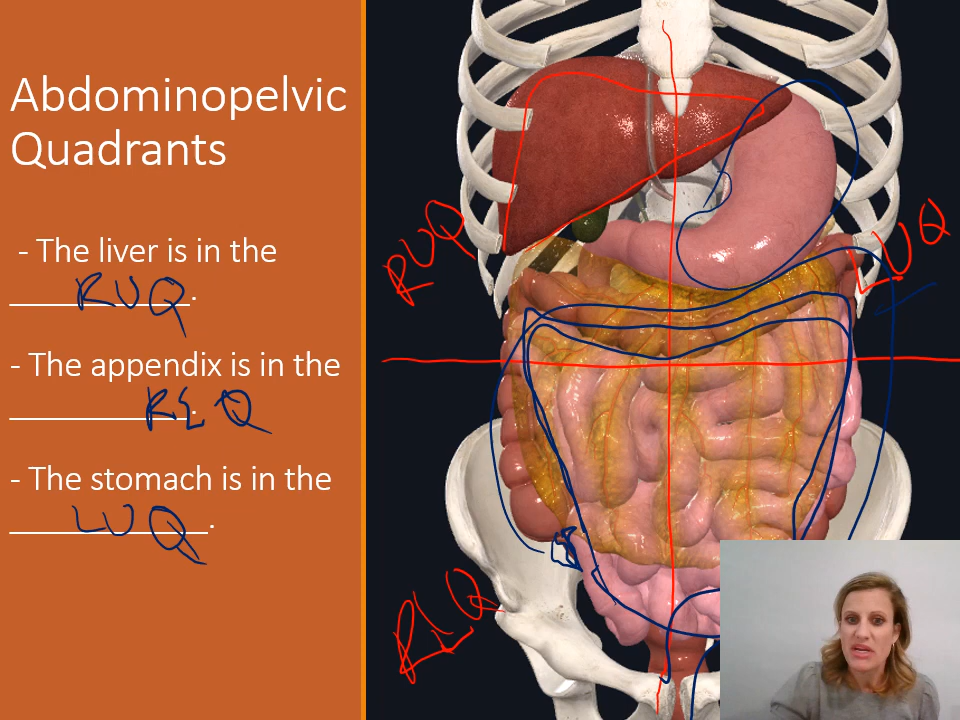 Abdominopelvic
Quadrants
- The liver is in the
RUQ.
- The appendix is in the
RLQ.
- The stomach is in the
LUQ.
RUQ
LUQ
RLQ